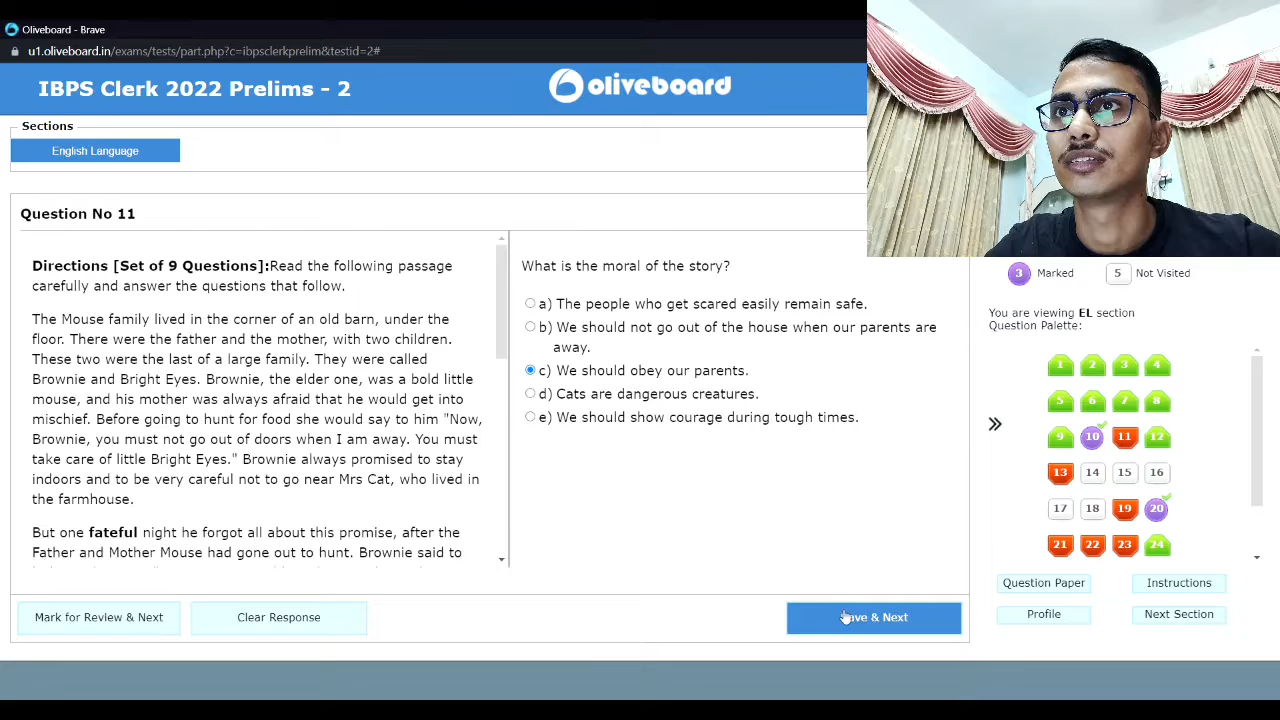 Oliveboard - Brave
u1.oliveboard.in/exams/tests/part.php?c=ibpsclerkprelim&testid=2#
IBPS Clerk 2022 Prelims - 2
oliveboard
Sections
English Language
Question No 11
Directions [Set of 9 Questions]:Read the following passage
carefully and answer the questions that follow.
The Mouse family lived in the corner of an old barn, under the
floor. There were the father and the mother, with two children.
These two were the last of a large family. They were called
Brownie and Bright Eyes. Brownie, the elder one, was a bold little
mouse, and his mother was always afraid that he would get into
mischief. Before going to hunt for food she would say to him "Now,
Brownie, you must not go out of doors when I am away. You must
take care of little Bright Eyes." Brownie always promised to stay
indoors and to be very careful not to go near Mrs Cat, who lived in
the farmhouse.
But one fateful night he forgot all about this promise, after the
Father and Mother Mouse had gone out to hunt. Brownie said to
What is the moral of the story?
a) The people who get scared easily remain safe.
b) We should not go out of the house when our parents are
away.
c) We should obey our parents.
d) Cats are dangerous creatures.
e) We should show courage during tough times.
Mark for Review & Next
Clear Response
& Next
3 Marked 5 Not Visited
You are viewing EL section
Question Palette:
1 2 3 4
5 6 7 8
9 10 11 12
13 14 15 16
17 18 19 20
21 22 23 24
Question Paper
Instructions
Profile
Next Section